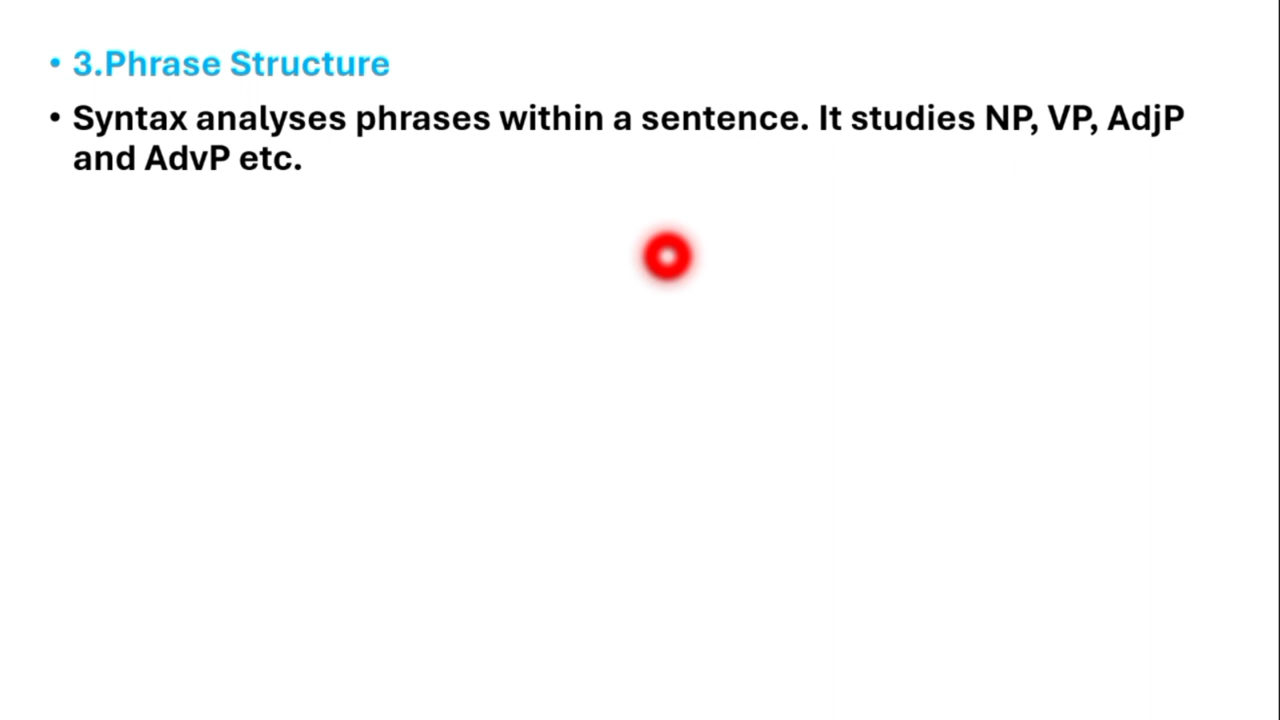 • 3.Phrase Structure
• Syntax analyses phrases within a sentence. It studies NP, VP, AdjP
and AdvP etc.